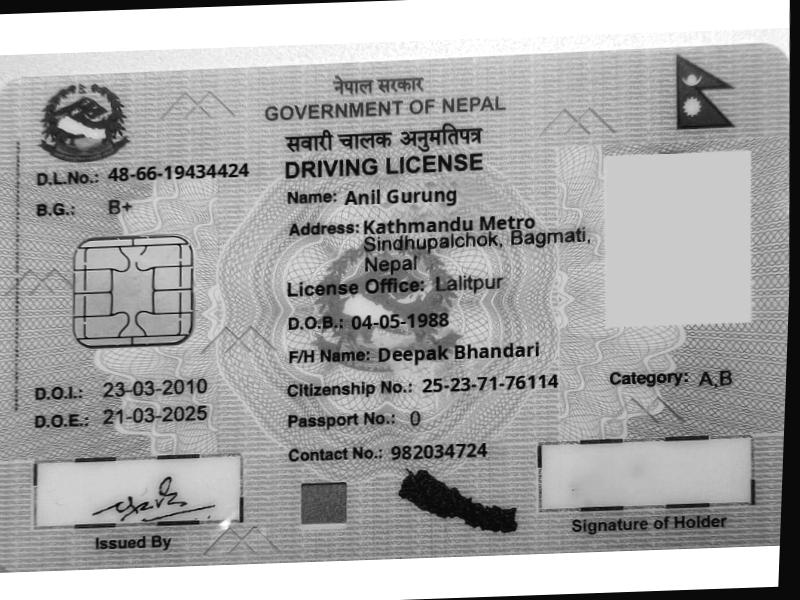 नेपाल सरकार
GOVERNMENT OF NEPAL
सवारी चालक अनुमतिपत्र
DRIVING LICENSE
D.L.No.: 48-66-19434424
B.G.: B+
Name: Anil Gurung
Address: Kathmandu Metro
Sindhupalchok, Bagmati,
Nepal
License Office: Lalitpur
D.O.B.: 04-05-1988
F/H Name: Deepak Bhandari
Citizenship No.: 25-23-71-76114
Category: A,B
D.O.I.: 23-03-2010
D.O.E.: 21-03-2025
Passport No.: 0
Contact No.: 982034724
Issued By
Signature of Holder